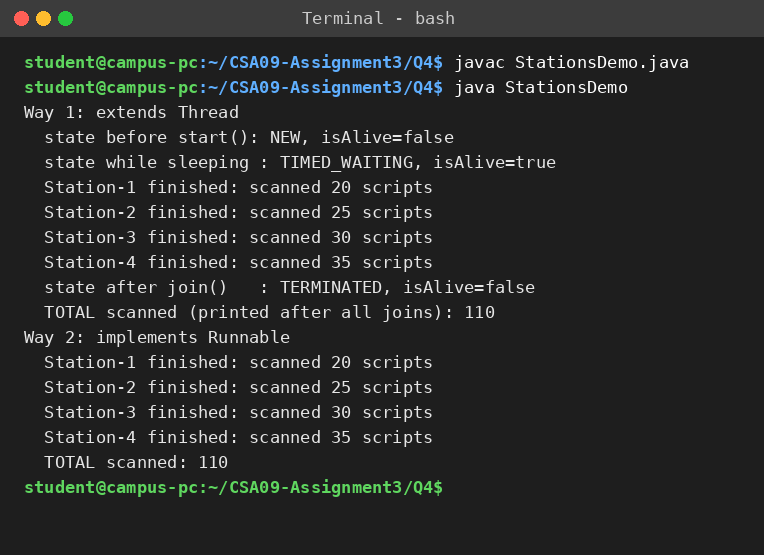 Terminal - bash
student@campus-pc:~/CSA09-Assignment3/Q4$ javac StationsDemo.java
student@campus-pc:~/CSA09-Assignment3/Q4$ java StationsDemo
Way 1: extends Thread
  state before start(): NEW, isAlive=false
  state while sleeping : TIMED_WAITING, isAlive=true
  Station-1 finished: scanned 20 scripts
  Station-2 finished: scanned 25 scripts
  Station-3 finished: scanned 30 scripts
  Station-4 finished: scanned 35 scripts
  state after join()   : TERMINATED, isAlive=false
  TOTAL scanned (printed after all joins): 110
Way 2: implements Runnable
  Station-1 finished: scanned 20 scripts
  Station-2 finished: scanned 25 scripts
  Station-3 finished: scanned 30 scripts
  Station-4 finished: scanned 35 scripts
  TOTAL scanned: 110
student@campus-pc:~/CSA09-Assignment3/Q4$